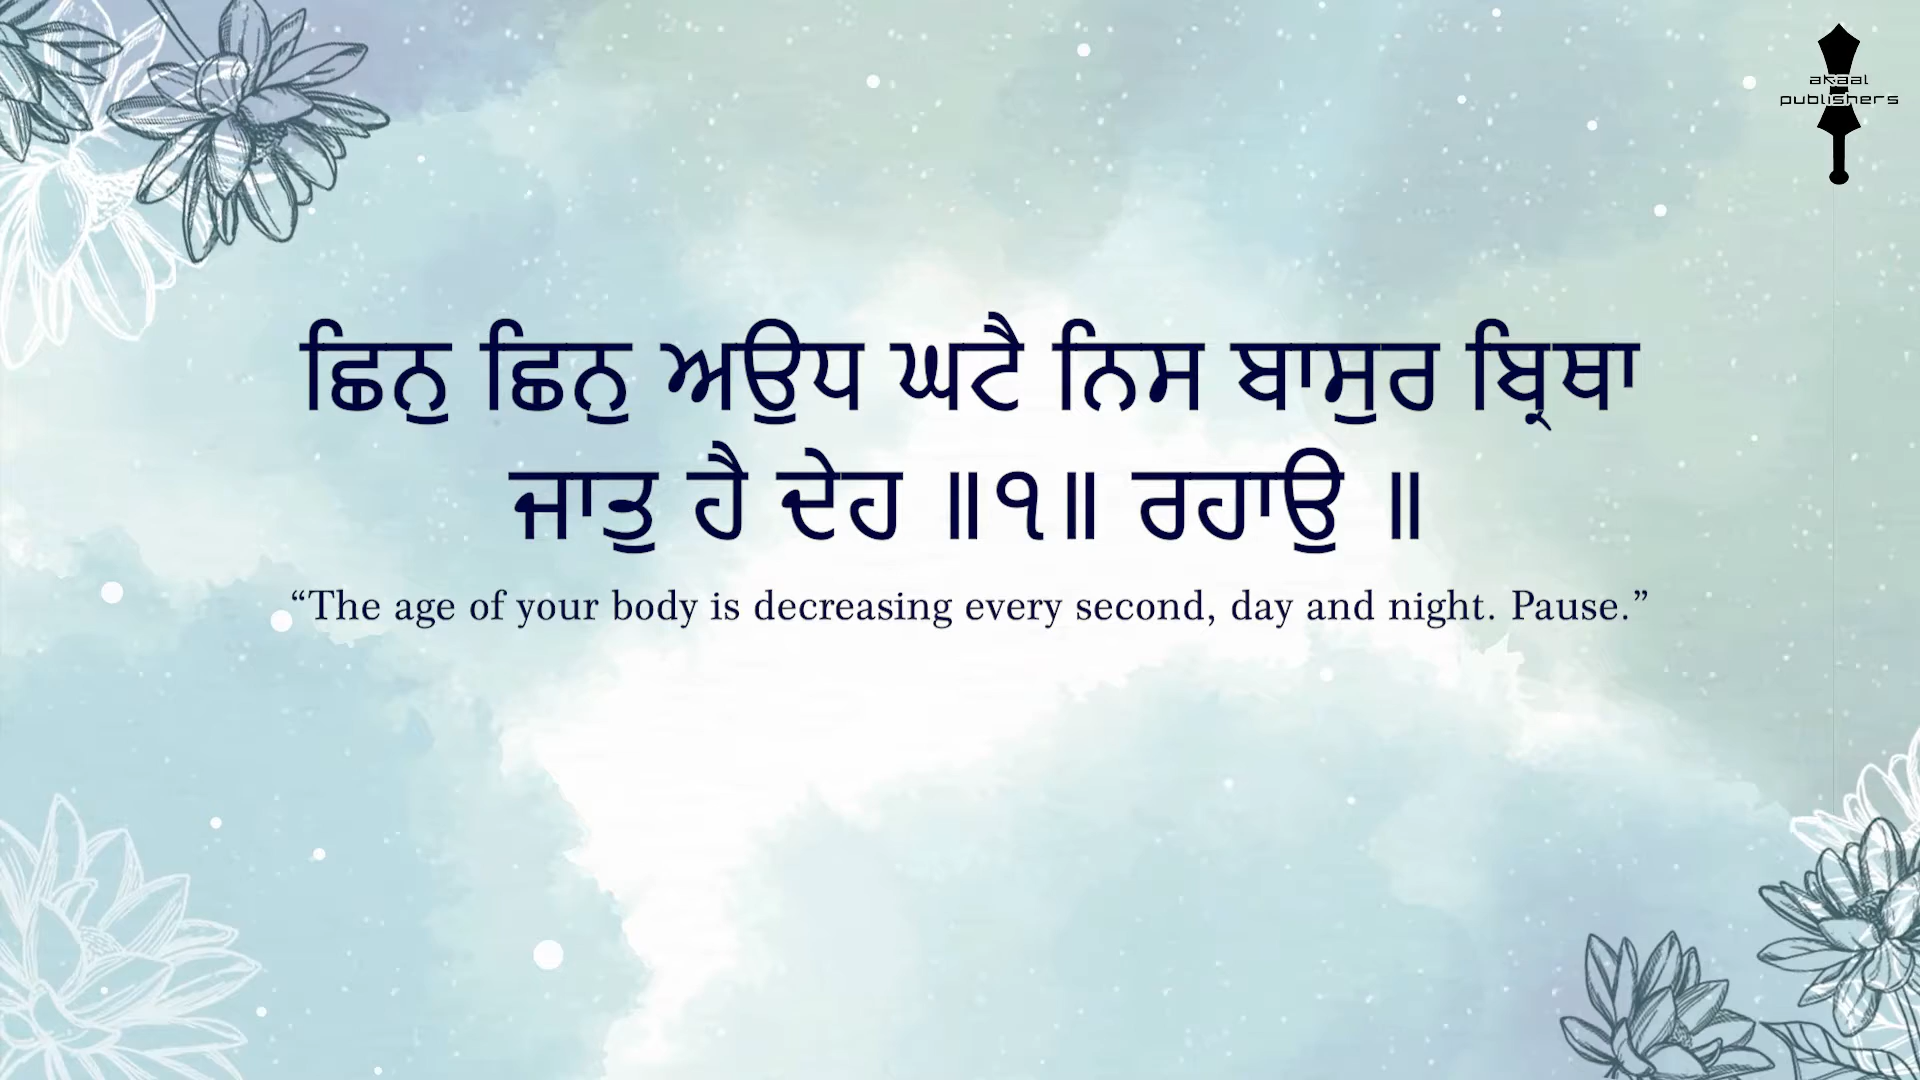 akaal
publishers
ਛਿਨੁ ਛਿਨੁ ਅਉਧ ਘਟੈ ਨਿਸ ਬਾਸੁਰ ਬ੍ਰਿਥਾ
ਜਾਤੁ ਹੈ ਦੇਹ ॥੧॥ ਰਹਾਉ ॥
“The age of your body is decreasing every second, day and night. Pause.”